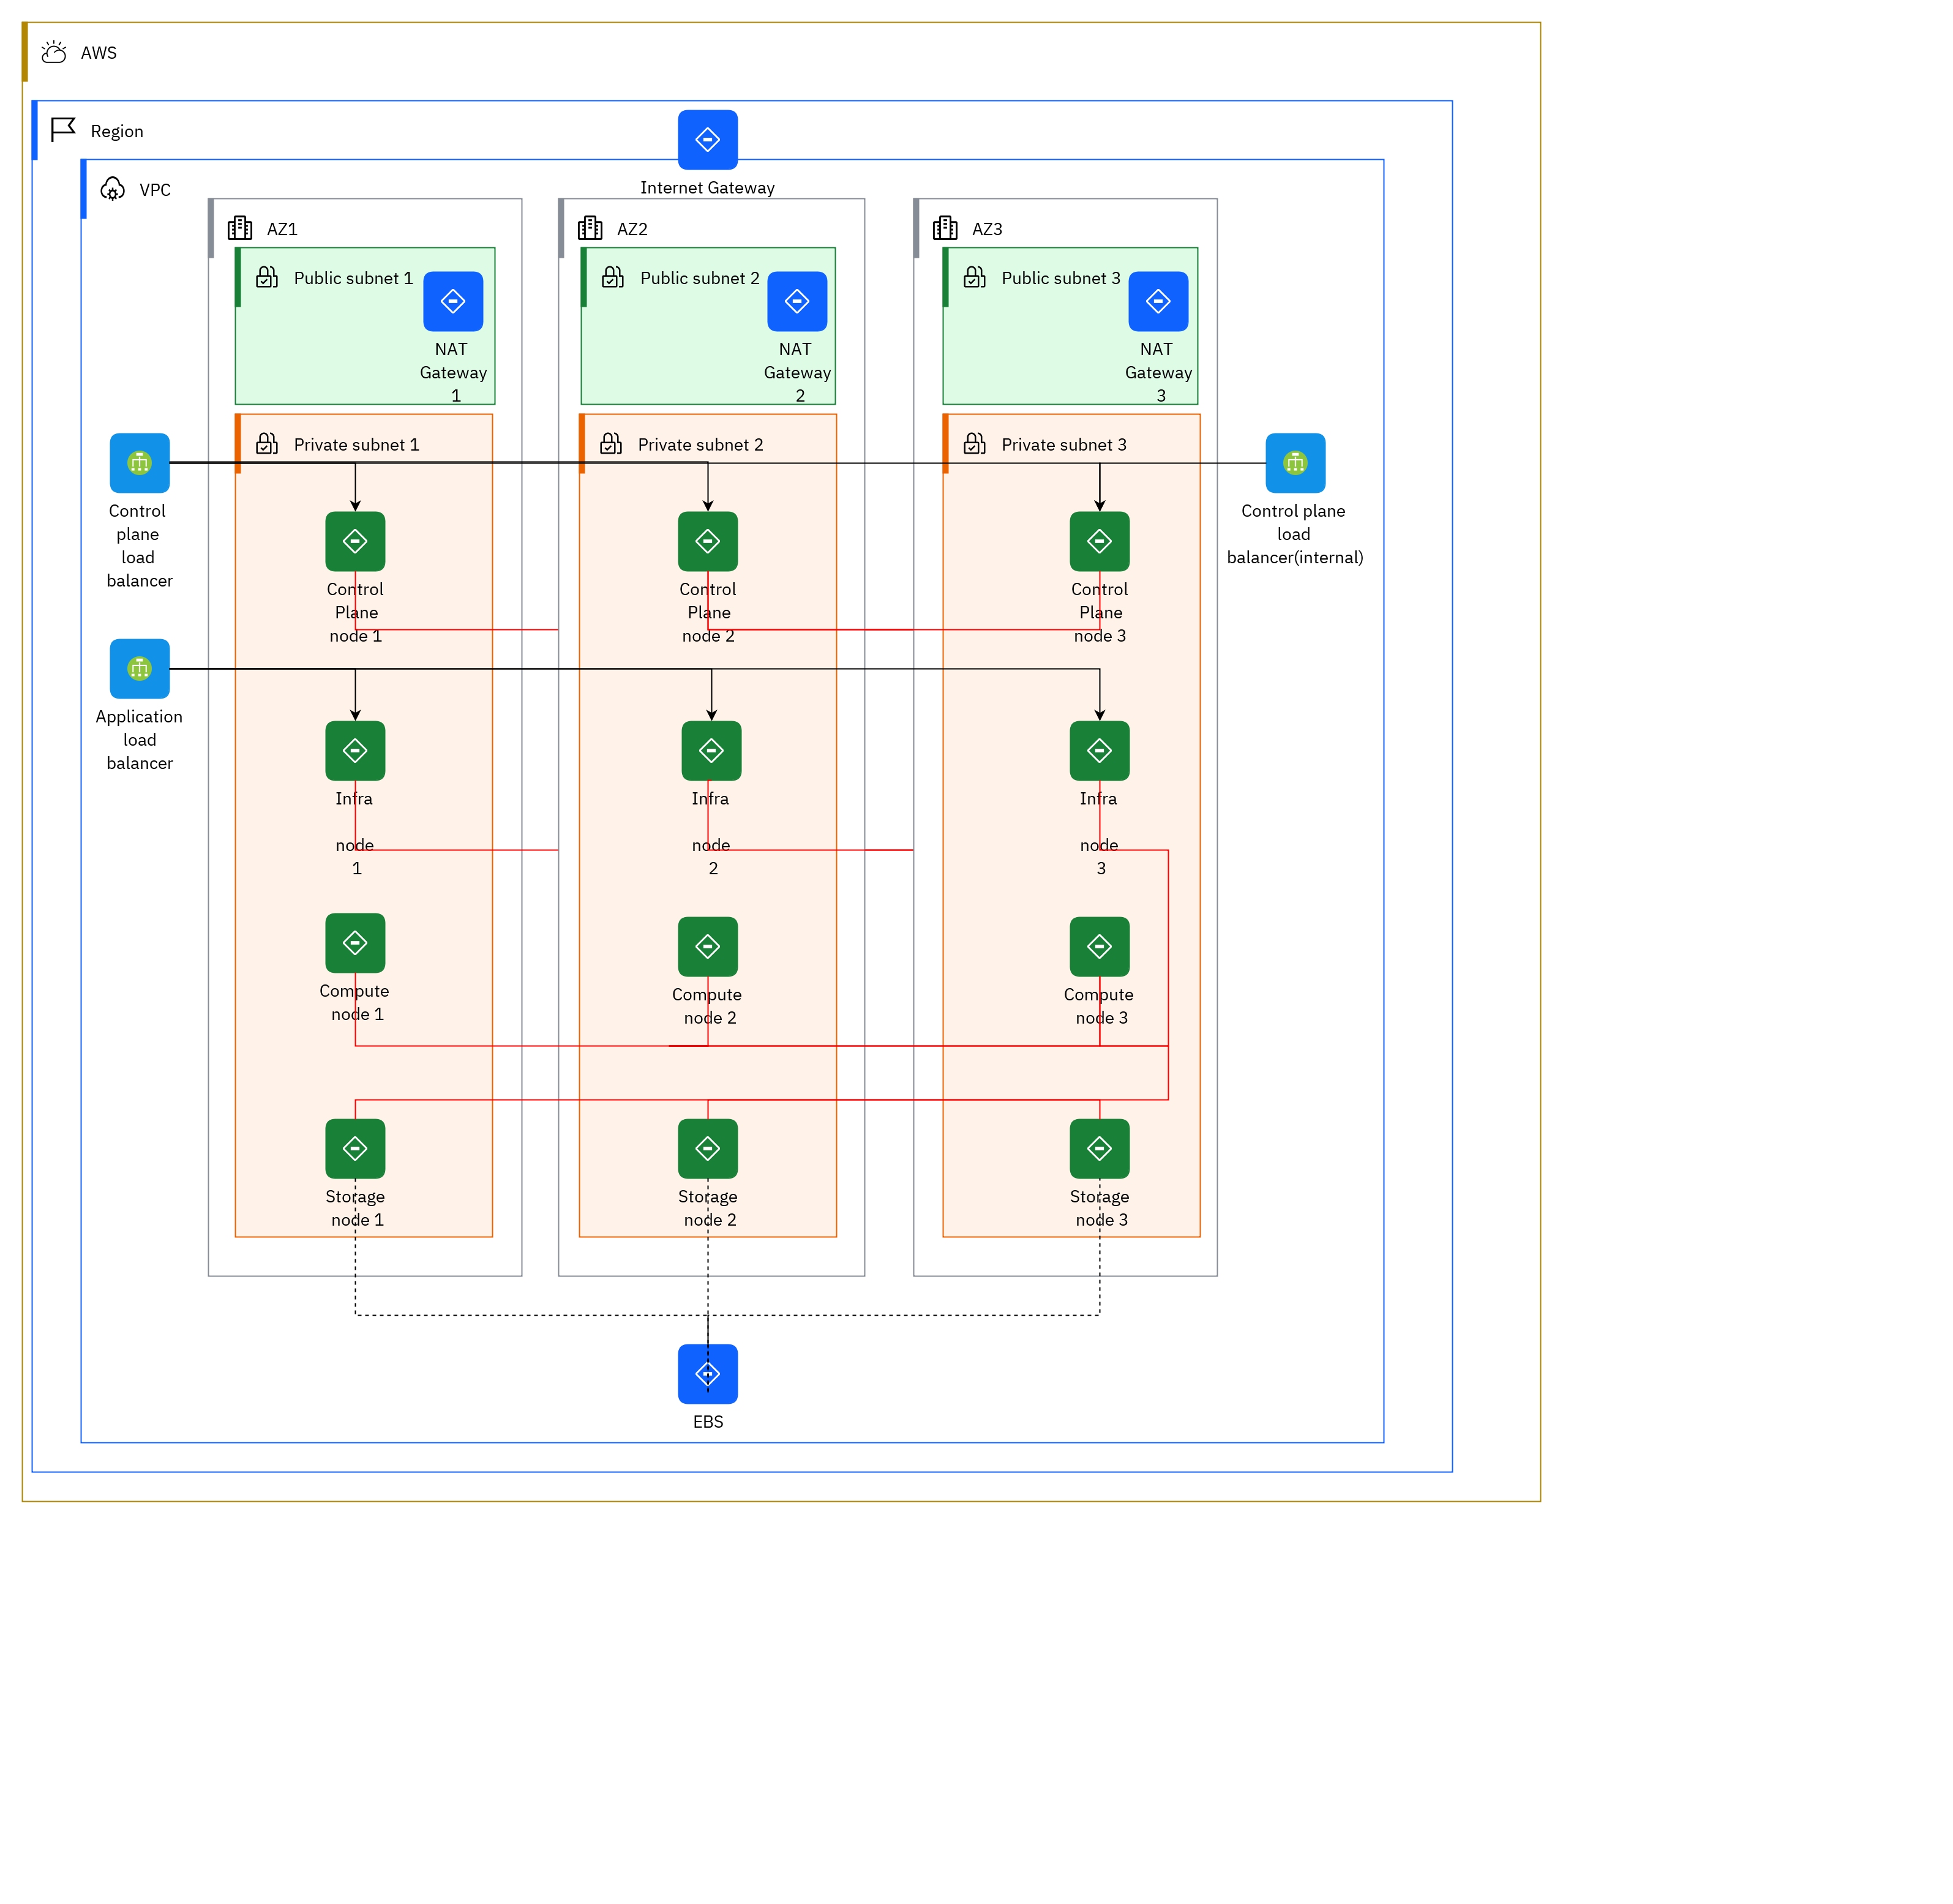 AWS
Region
Internet Gateway
VPC
AZ1
AZ2
AZ3
Public subnet 1
NAT
Gateway
1
Public subnet 2
NAT
Gateway
2
Public subnet 3
NAT
Gateway
3
Private subnet 1
Private subnet 2
Private subnet 3
Control
plane
load
balancer
Control plane
load
balancer(internal)
Control
Plane
node 1
Control
Plane
node 2
Control
Plane
node 3
Application
load
balancer
Infra
node
1
Infra
node
2
Infra
node
3
Compute
node 1
Compute
node 2
Compute
node 3
Storage
node 1
Storage
node 2
Storage
node 3
EBS